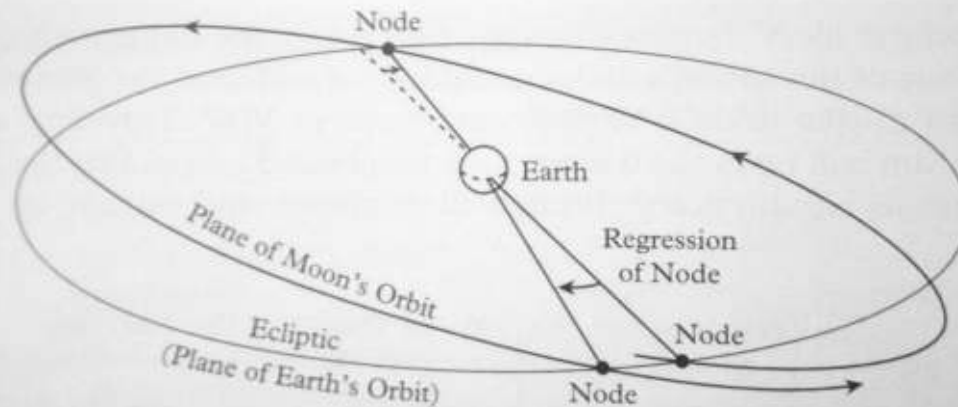 Node
Earth
Regression
of Node
Plane of Moon's Orbit
Ecliptic
(Plane of Earth's Orbit)
Node
Node